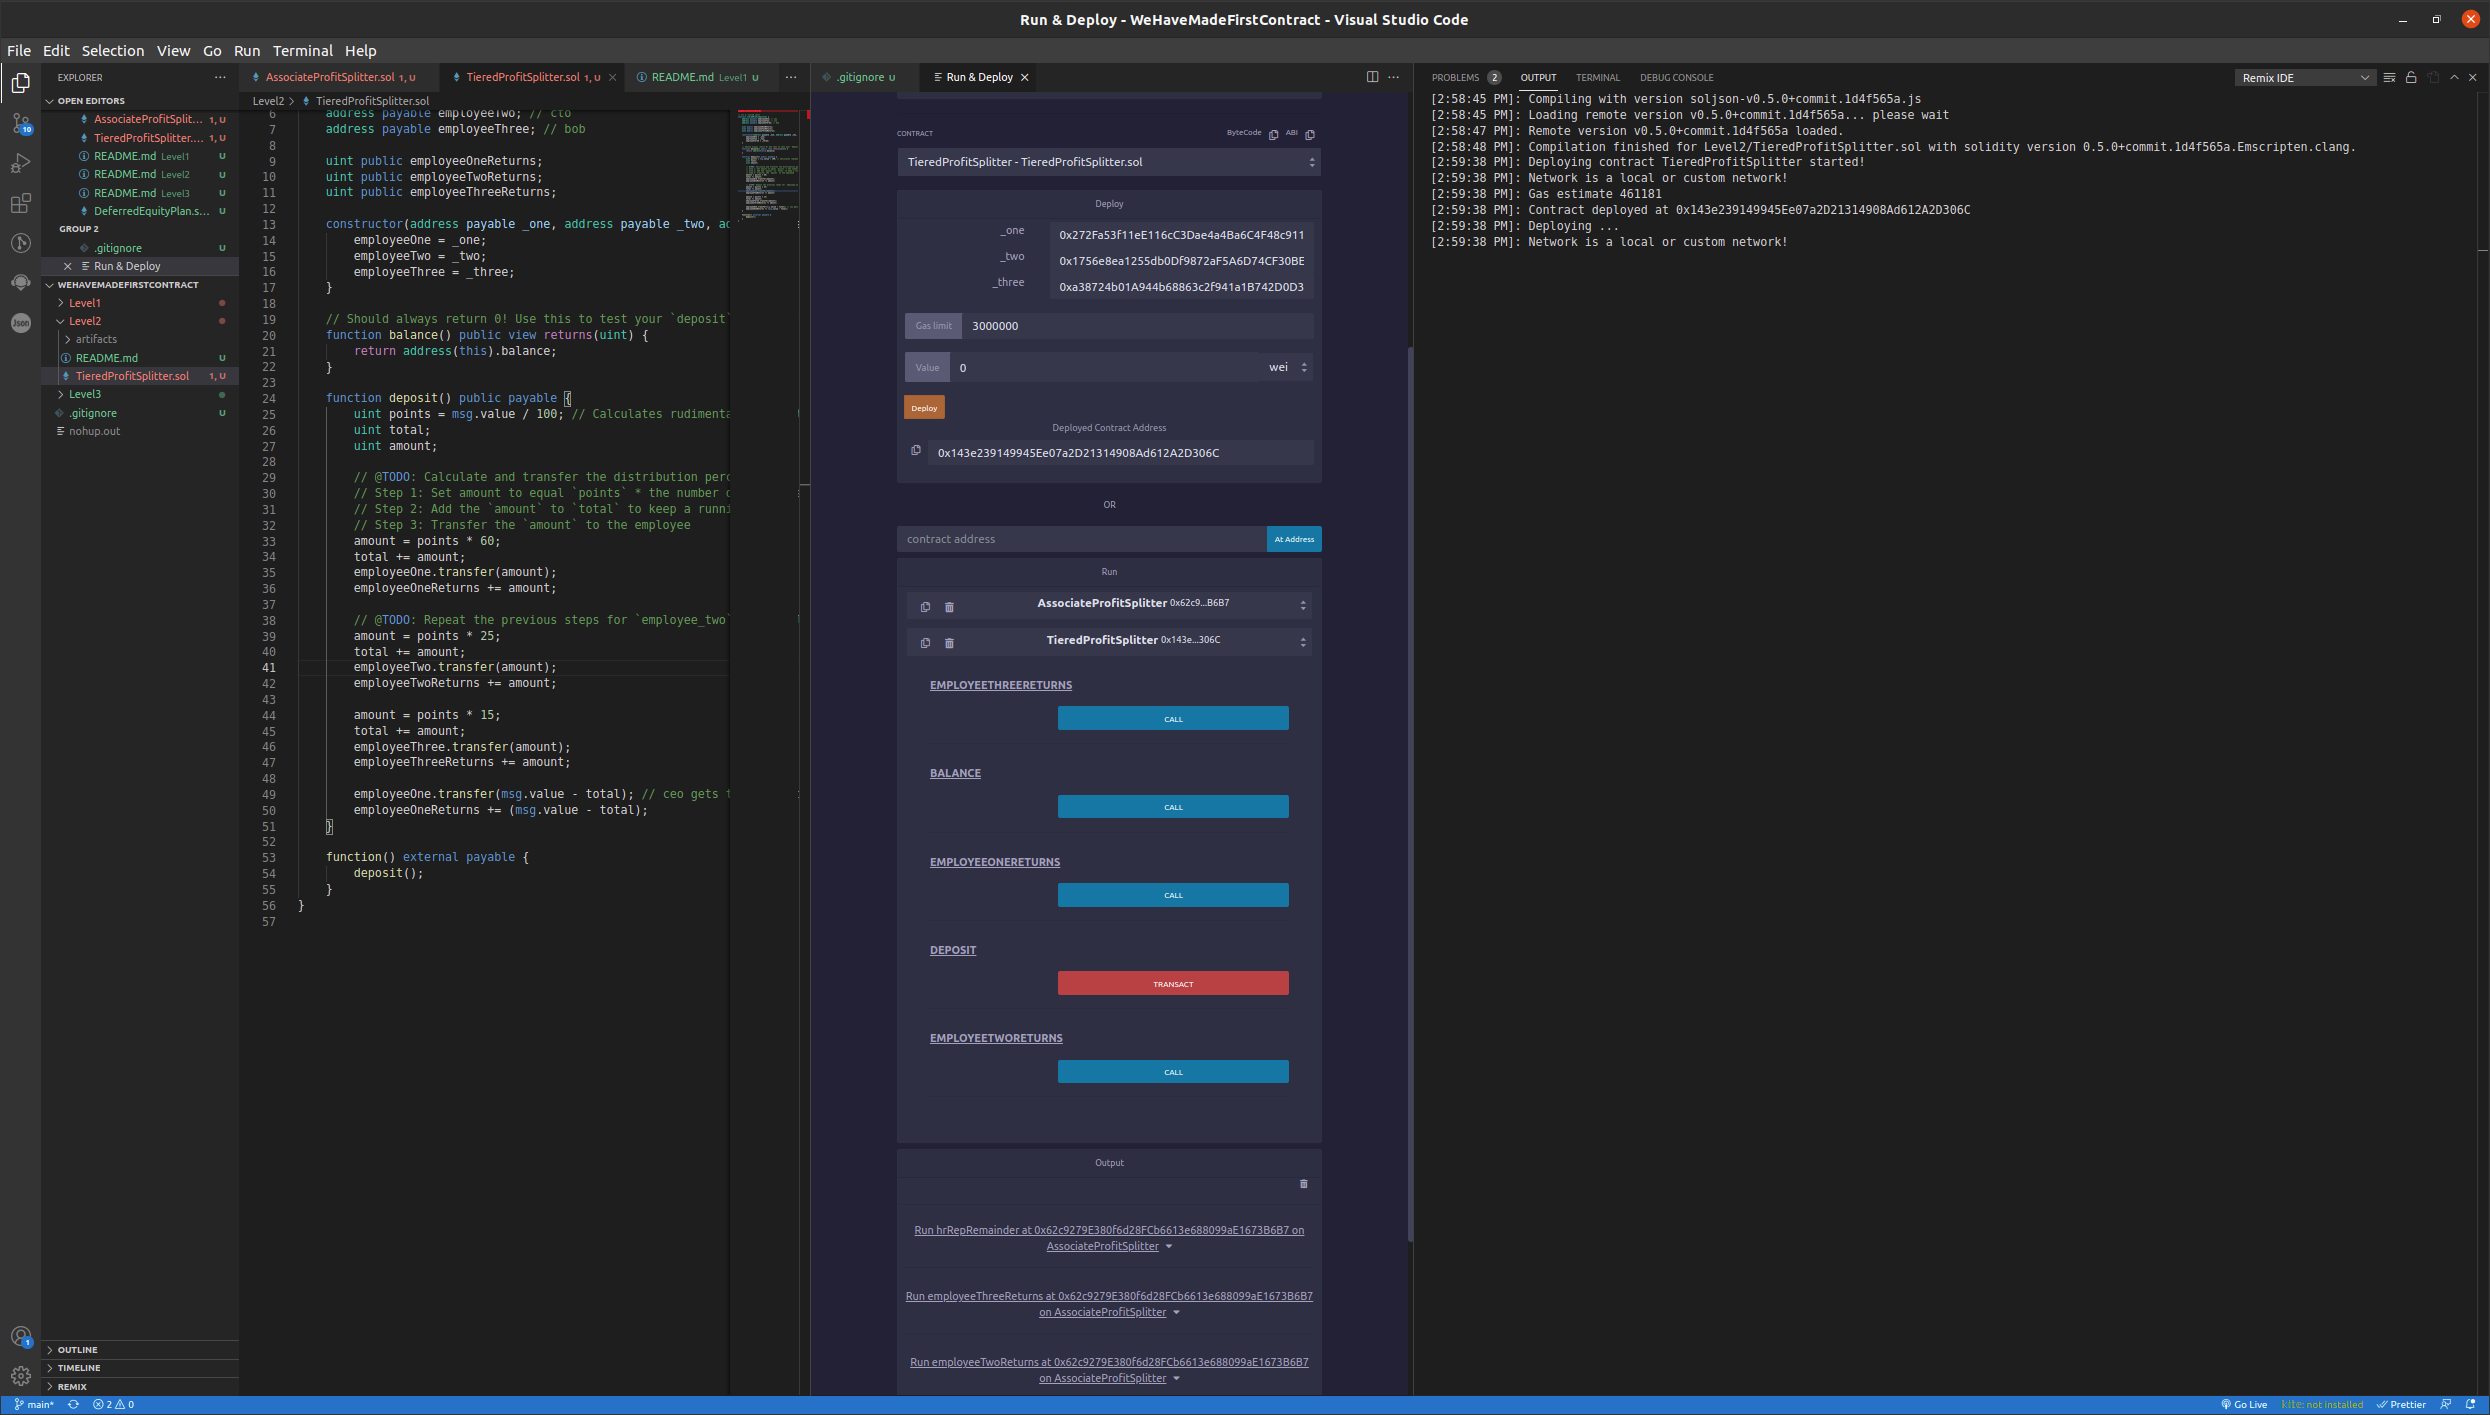 Run & Deploy - WeHaveMadeFirstContract - Visual Studio Code
File Edit Selection View Go Run Terminal Help
EXPLORER
OPEN EDITORS
AssociateProfitSplit... 1, U
TieredProfitSplitter.... 1, U
README.md Level1 U
README.md Level2 U
README.md Level3 U
DeferredEquityPlan.s... U
GROUP 2
.gitignore U
Run & Deploy
WEHAVEMADEFIRSTCONTRACT
Level1
Level2
artifacts
README.md U
TieredProfitSplitter.sol 1, U
Level3
.gitignore U
nohup.out
OUTLINE
TIMELINE
REMIX
AssociateProfitSplitter.sol 1, U
TieredProfitSplitter.sol 1, U
README.md Level1 U
Level2 > TieredProfitSplitter.sol
6 address payable employeeTwo; // cto
7 address payable employeeThree; // bob
8
9 uint public employeeOneReturns;
10 uint public employeeTwoReturns;
11 uint public employeeThreeReturns;
12
13 constructor(address payable _one, address payable _two, ad
14 employeeOne = _one;
15 employeeTwo = _two;
16 employeeThree = _three;
17 }
18
19 // Should always return 0! Use this to test your `deposit`
20 function balance() public view returns(uint) {
21 return address(this).balance;
22 }
23
24 function deposit() public payable {
25 uint points = msg.value / 100; // Calculates rudimenta
26 uint total;
27 uint amount;
28
29 // @TODO: Calculate and transfer the distribution perc
30 // Step 1: Set amount to equal `points` * the number o
31 // Step 2: Add the `amount` to `total` to keep a runni
32 // Step 3: Transfer the `amount` to the employee
33 amount = points * 60;
34 total += amount;
35 employeeOne.transfer(amount);
36 employeeOneReturns += amount;
37
38 // @TODO: Repeat the previous steps for `employee_two`
39 amount = points * 25;
40 total += amount;
41 employeeTwo.transfer(amount);
42 employeeTwoReturns += amount;
43
44 amount = points * 15;
45 total += amount;
46 employeeThree.transfer(amount);
47 employeeThreeReturns += amount;
48
49 employeeOne.transfer(msg.value - total); // ceo gets t
50 employeeOneReturns += (msg.value - total);
51 }
52
53 function() external payable {
54 deposit();
55 }
56 }
57
.gitignore U
Run & Deploy
CONTRACT ByteCode ABI
TieredProfitSplitter - TieredProfitSplitter.sol
Deploy
_one 0x272Fa53f11eE116cC3Dae4a4Ba6C4F48c911
_two 0x1756e8ea1255db0Df9872aF5A6D74CF30BE
_three 0xa38724b01A944b68863c2f941a1B742D0D3
Gas limit 3000000
Value 0 wei
Deploy
Deployed Contract Address
0x143e239149945Ee07a2D21314908Ad612A2D306C
OR
contract address At Address
Run
AssociateProfitSplitter 0x62c9...B6B7
TieredProfitSplitter 0x143e...306C
EMPLOYEETHREERETURNS
CALL
BALANCE
CALL
EMPLOYEEONERETURNS
CALL
DEPOSIT
TRANSACT
EMPLOYEETWORETURNS
CALL
Output
Run hrRepRemainder at 0x62c9279E380f6d28FCb6613e688099aE1673B6B7 on
AssociateProfitSplitter
Run employeeThreeReturns at 0x62c9279E380f6d28FCb6613e688099aE1673B6B7
on AssociateProfitSplitter
Run employeeTwoReturns at 0x62c9279E380f6d28FCb6613e688099aE1673B6B7
on AssociateProfitSplitter
PROBLEMS 2 OUTPUT TERMINAL DEBUG CONSOLE
Remix IDE
[2:58:45 PM]: Compiling with version soljson-v0.5.0+commit.1d4f565a.js
[2:58:45 PM]: Loading remote version v0.5.0+commit.1d4f565a... please wait
[2:58:47 PM]: Remote version v0.5.0+commit.1d4f565a loaded.
[2:58:48 PM]: Compilation finished for Level2/TieredProfitSplitter.sol with solidity version 0.5.0+commit.1d4f565a.Emscripten.clang.
[2:59:38 PM]: Deploying contract TieredProfitSplitter started!
[2:59:38 PM]: Network is a local or custom network!
[2:59:38 PM]: Gas estimate 461181
[2:59:38 PM]: Contract deployed at 0x143e239149945Ee07a2D21314908Ad612A2D306C
[2:59:38 PM]: Deploying ...
[2:59:38 PM]: Network is a local or custom network!
10
Json
1
main* 2 0
Go Live kite: not installed Prettier